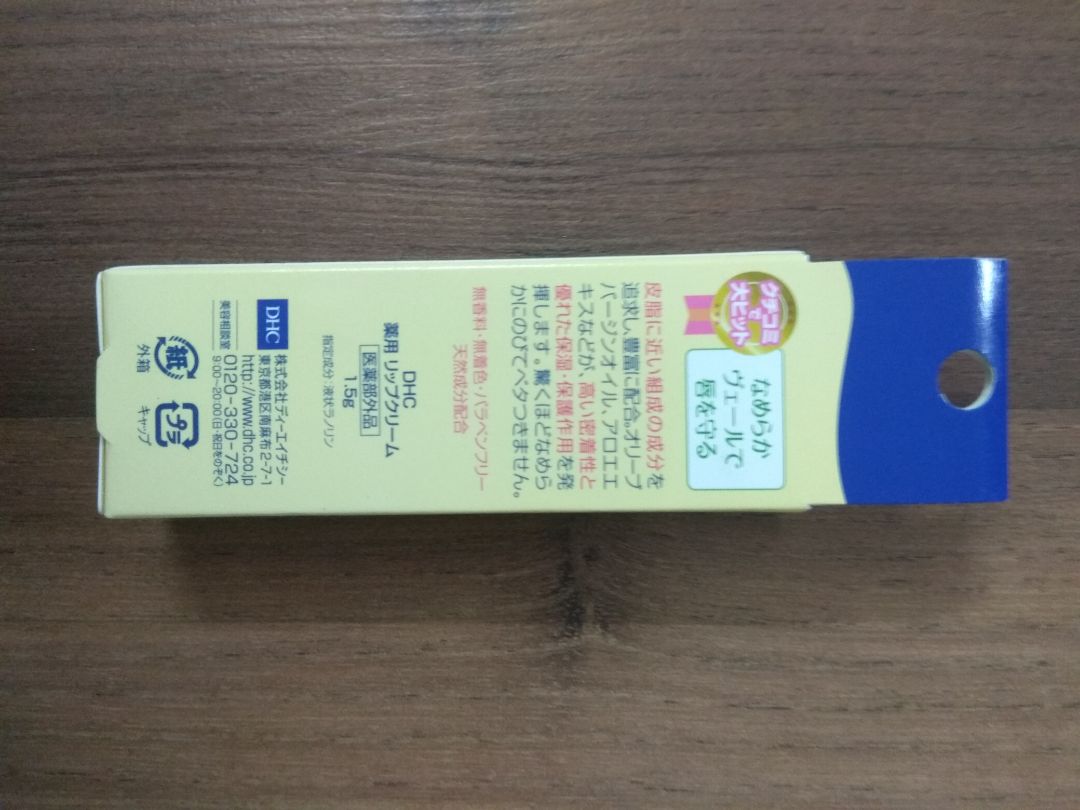 クチコミ
で
大ヒット
なめらか
ヴェールで
唇を守る
皮脂に近い組成の成分を
追求し、豊富に配合。オリーブ
バージンオイル、アロエエ
キスなどが、高い密着性と
優れた保湿・保護作用を発
揮します。驚くほどなめら
かにのびてベタつきません。
無香料・無着色・パラベンフリー
天然成分配合
DHC
薬用 リップクリーム
医薬部外品
1.5g
指定成分 液状ラノリン
DHC
株式会社ディーエイチシー
東京都港区南麻布2-7-1
http://www.dhc.co.jp
美容相談室 0120-330-724
9:00～20:00(日・祝日をのぞく)
紙
外箱
プラ
キャップ